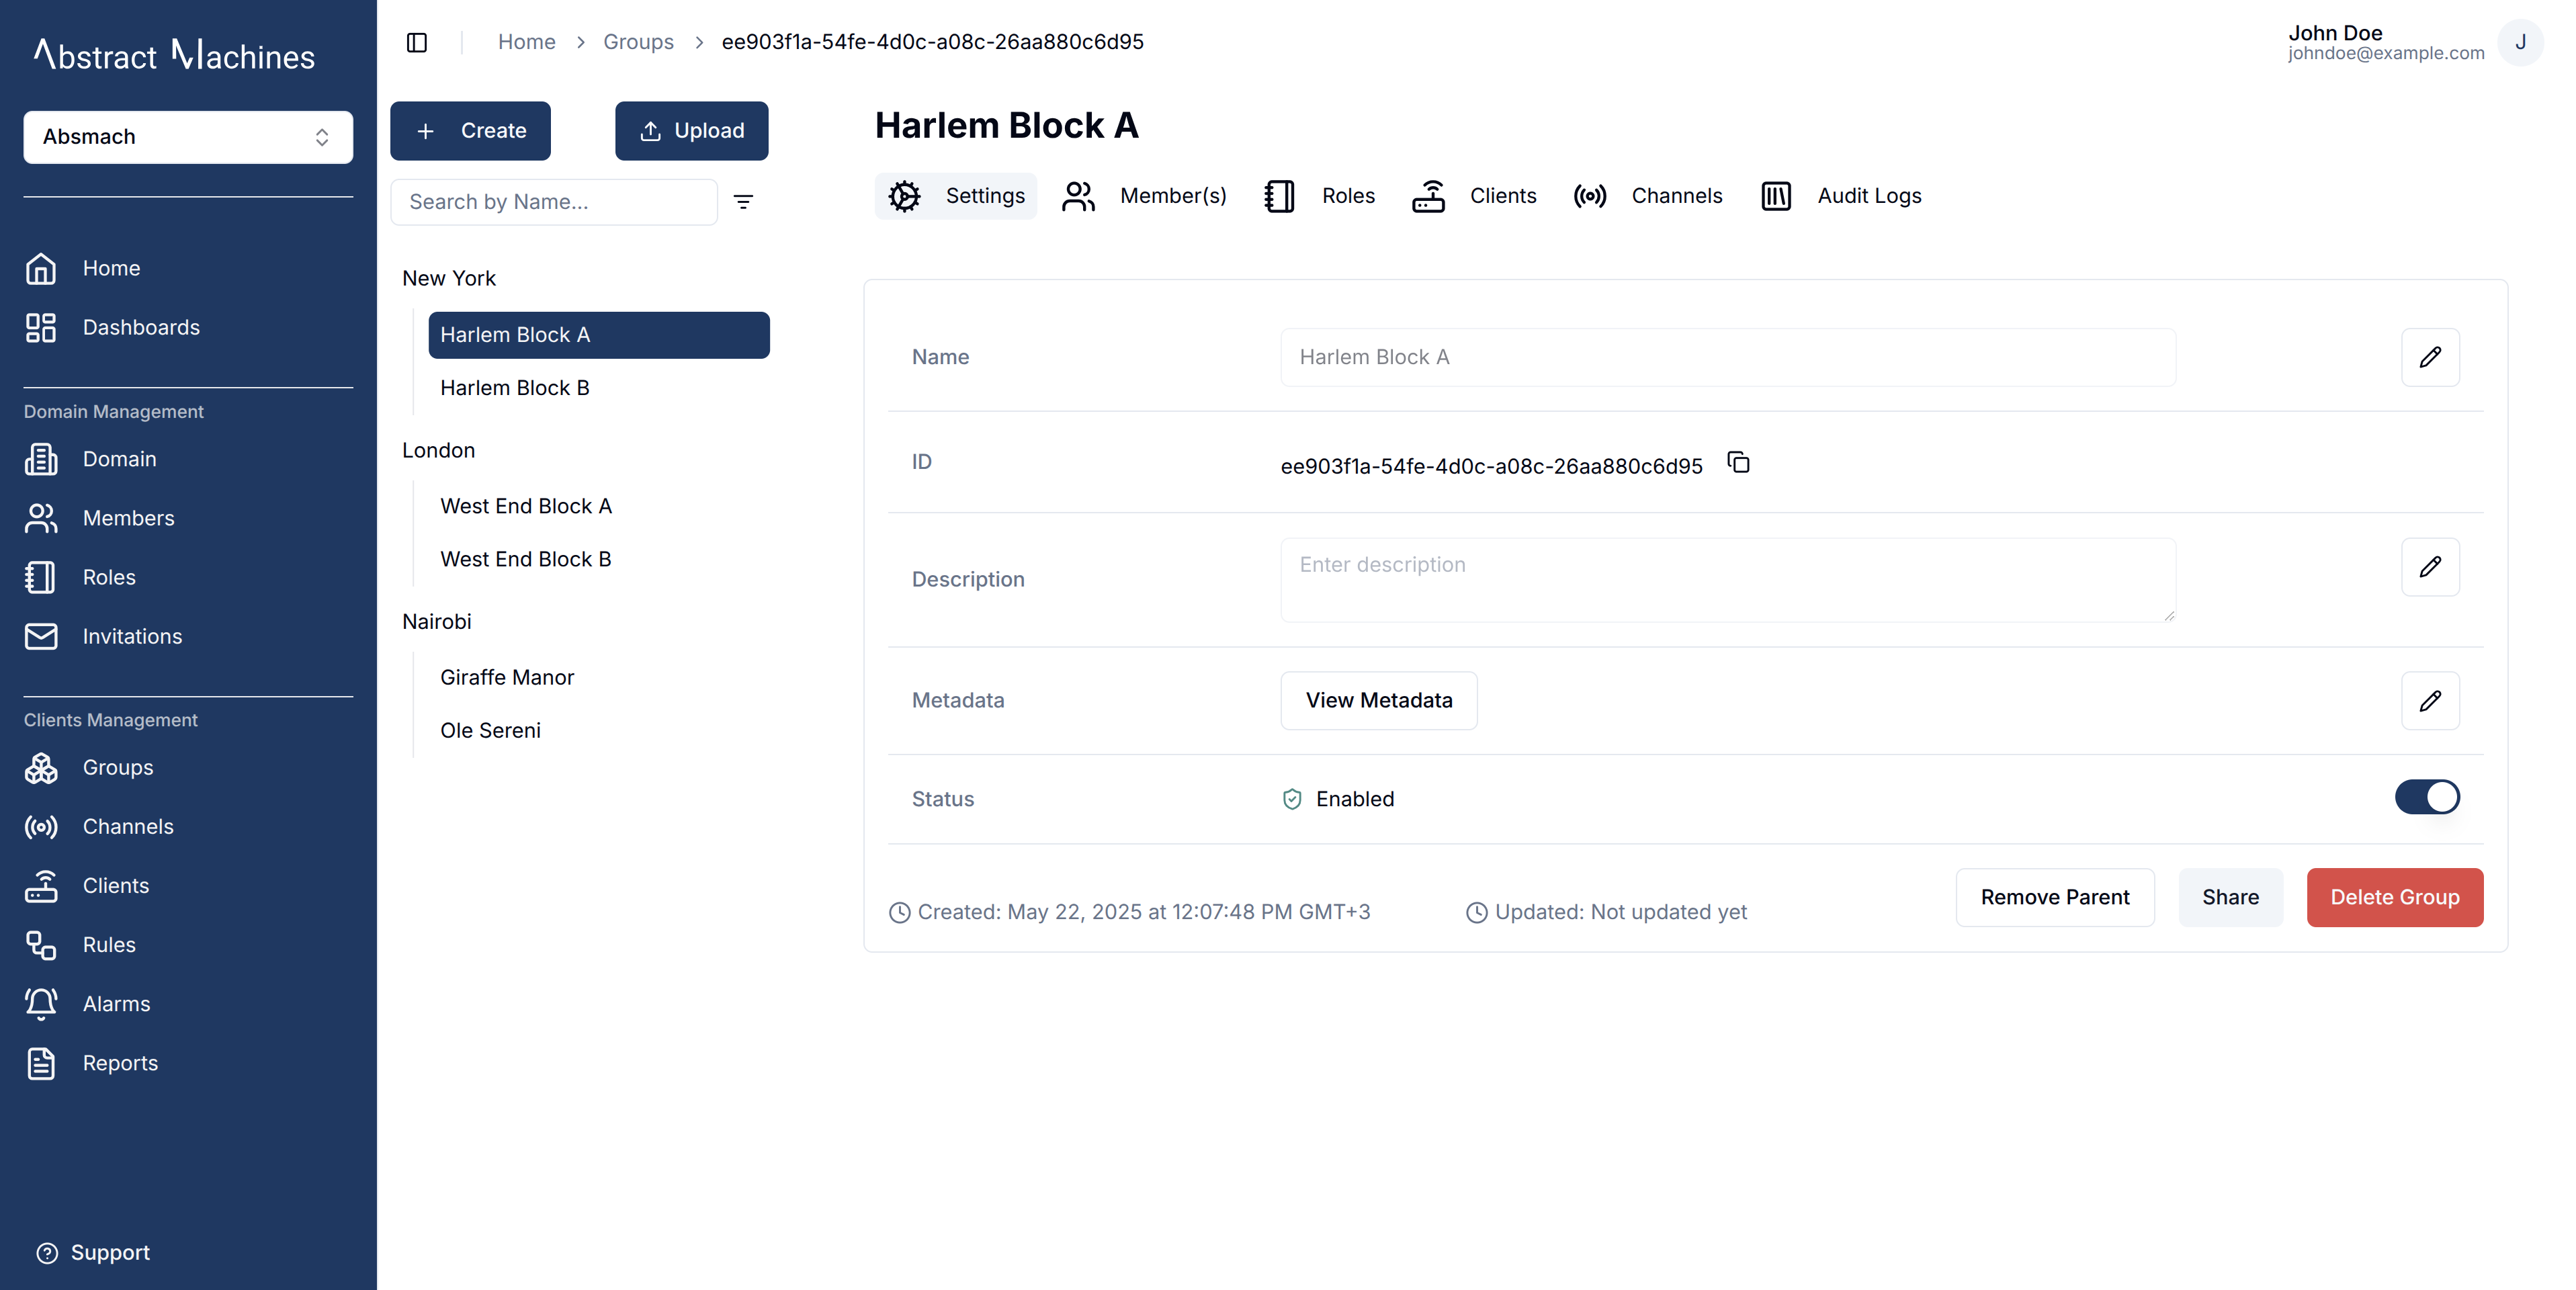 Abstract Machines
Absmach
Home
Dashboards
Domain Management
Domain
Members
Roles
Invitations
Clients Management
Groups
Channels
Clients
Rules
Alarms
Reports
Support
Home > Groups > ee903f1a-54fe-4d0c-a08c-26aa880c6d95
John Doe
johndoe@example.com
J
Create
Upload
Search by Name...
New York
Harlem Block A
Harlem Block B
London
West End Block A
West End Block B
Nairobi
Giraffe Manor
Ole Sereni
Harlem Block A
Settings Member(s) Roles Clients Channels Audit Logs
Name Harlem Block A
ID ee903f1a-54fe-4d0c-a08c-26aa880c6d95
Description Enter description
Metadata View Metadata
Status Enabled
Created: May 22, 2025 at 12:07:48 PM GMT+3 Updated: Not updated yet
Remove Parent Share Delete Group